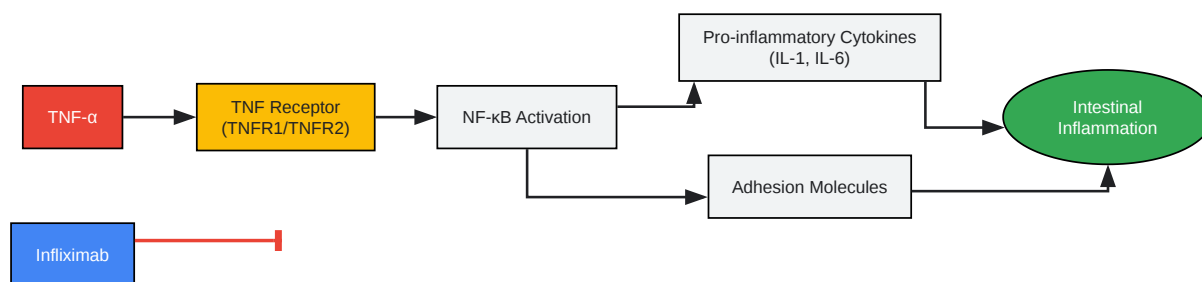 TNF-α
TNF Receptor
(TNFR1/TNFR2)
NF-κB Activation
Pro-inflammatory Cytokines
(IL-1, IL-6)
Adhesion Molecules
Intestinal
Inflammation
Infliximab